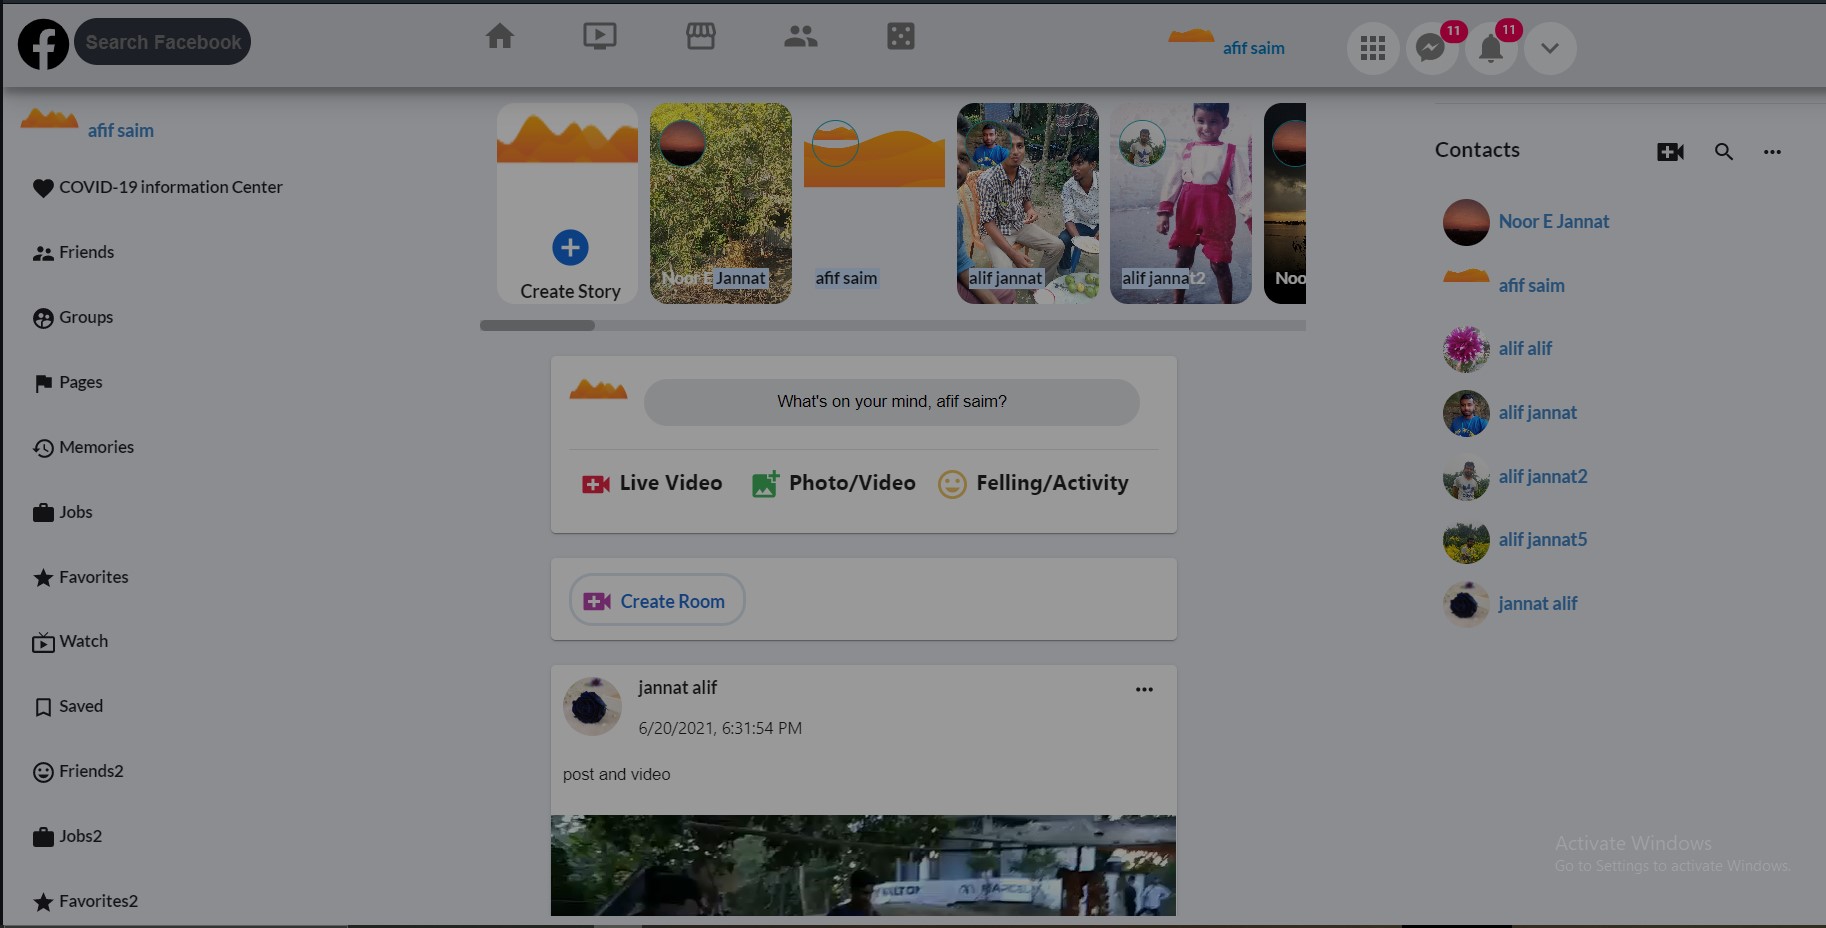 Search Facebook
afif saim
11
11
afif saim
COVID-19 information Center
Friends
Groups
Pages
Memories
Jobs
Favorites
Watch
Saved
Friends2
Jobs2
Favorites2
Create Story
Noor E Jannat
afif saim
alif jannat
alif jannat2
Noo
What's on your mind, afif saim?
Live Video
Photo/Video
Felling/Activity
Create Room
jannat alif
6/20/2021, 6:31:54 PM
post and video
Contacts
Noor E Jannat
afif saim
alif alif
alif jannat
alif jannat2
alif jannat5
jannat alif
Activate Windows
Go to Settings to activate Windows.